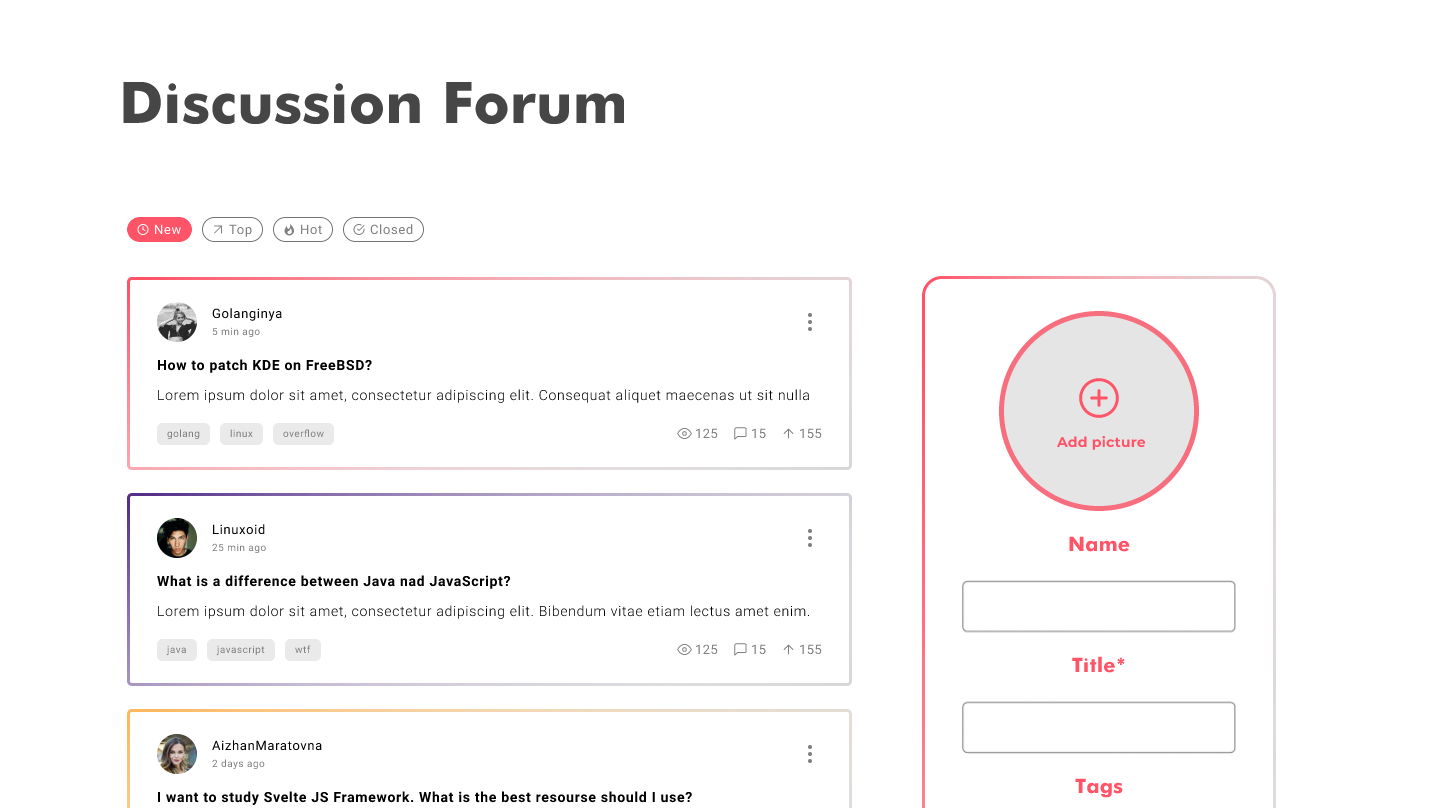 Discussion Forum
New Top Hot Closed
Golanginya
5 min ago
How to patch KDE on FreeBSD?
Lorem ipsum dolor sit amet, consectetur adipiscing elit. Consequat aliquet maecenas ut sit nulla
golang linux overflow 125 15 155
Linuxoid
25 min ago
What is a difference between Java nad JavaScript?
Lorem ipsum dolor sit amet, consectetur adipiscing elit. Bibendum vitae etiam lectus amet enim.
java javascript wtf 125 15 155
AizhanMaratovna
2 days ago
I want to study Svelte JS Framework. What is the best resourse should I use?
Add picture
Name
Title*
Tags